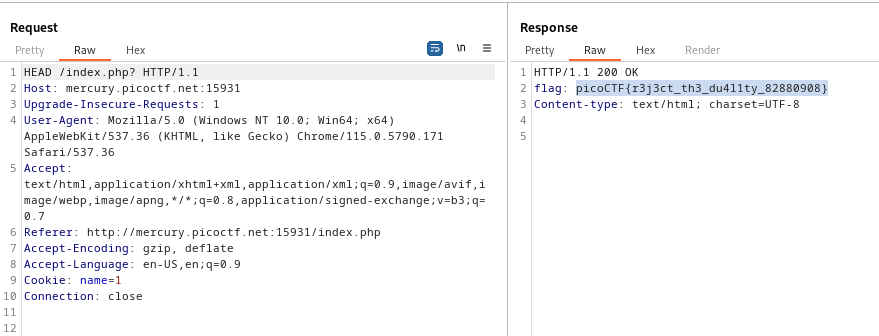 Request
Pretty Raw Hex \n
1 HEAD /index.php? HTTP/1.1
2 Host: mercury.picoctf.net:15931
3 Upgrade-Insecure-Requests: 1
4 User-Agent: Mozilla/5.0 (Windows NT 10.0; Win64; x64)
AppleWebKit/537.36 (KHTML, like Gecko) Chrome/115.0.5790.171
Safari/537.36
5 Accept:
text/html,application/xhtml+xml,application/xml;q=0.9,image/avif,i
mage/webp,image/apng,*/*;q=0.8,application/signed-exchange;v=b3;q=
0.7
6 Referer: http://mercury.picoctf.net:15931/index.php
7 Accept-Encoding: gzip, deflate
8 Accept-Language: en-US,en;q=0.9
9 Cookie: name=1
10 Connection: close
11
12
Response
Pretty Raw Hex Render
1 HTTP/1.1 200 OK
2 flag: picoCTF{r3j3ct_th3_du4l1ty_82880908}
3 Content-type: text/html; charset=UTF-8
4
5